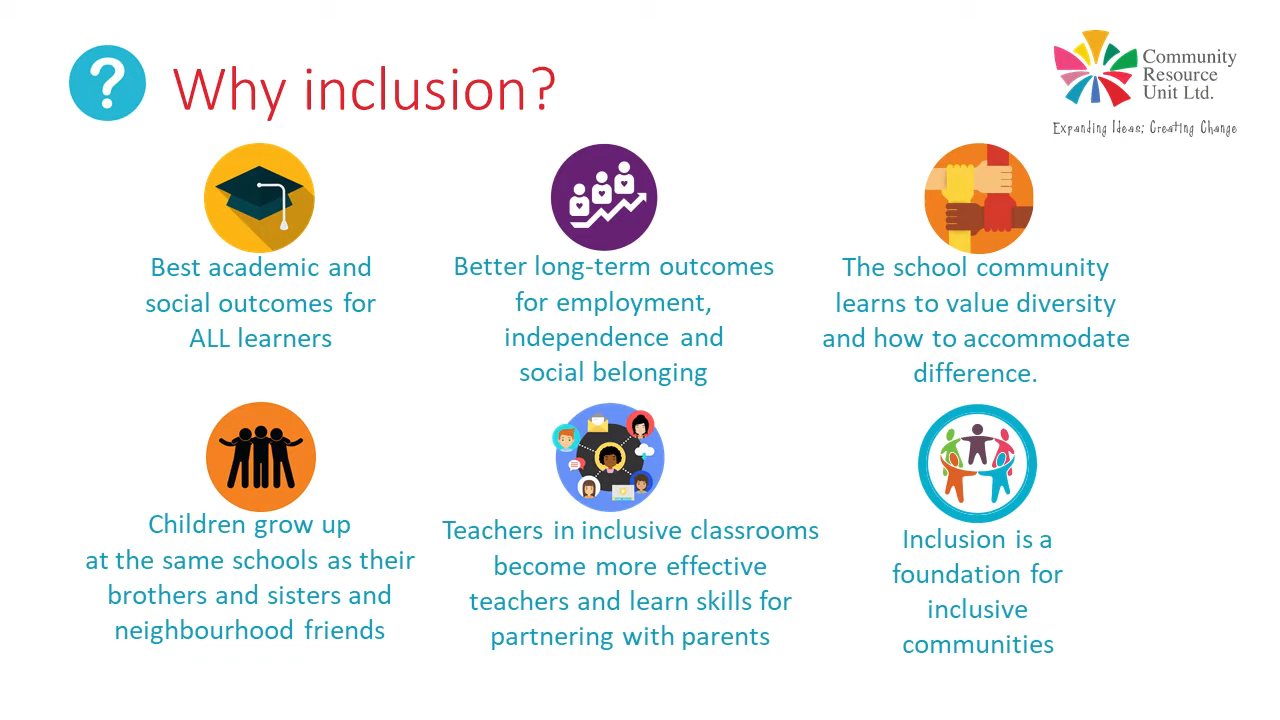 ?
Why inclusion?
Community
Resource
Unit Ltd.
Expanding Ideas; Creating Change
Best academic and
social outcomes for
ALL learners
Better long-term outcomes
for employment,
independence and
social belonging
The school community
learns to value diversity
and how to accommodate
difference.
Children grow up
at the same schools as their
brothers and sisters and
neighbourhood friends
Teachers in inclusive classrooms
become more effective
teachers and learn skills for
partnering with parents
Inclusion is a
foundation for
inclusive
communities